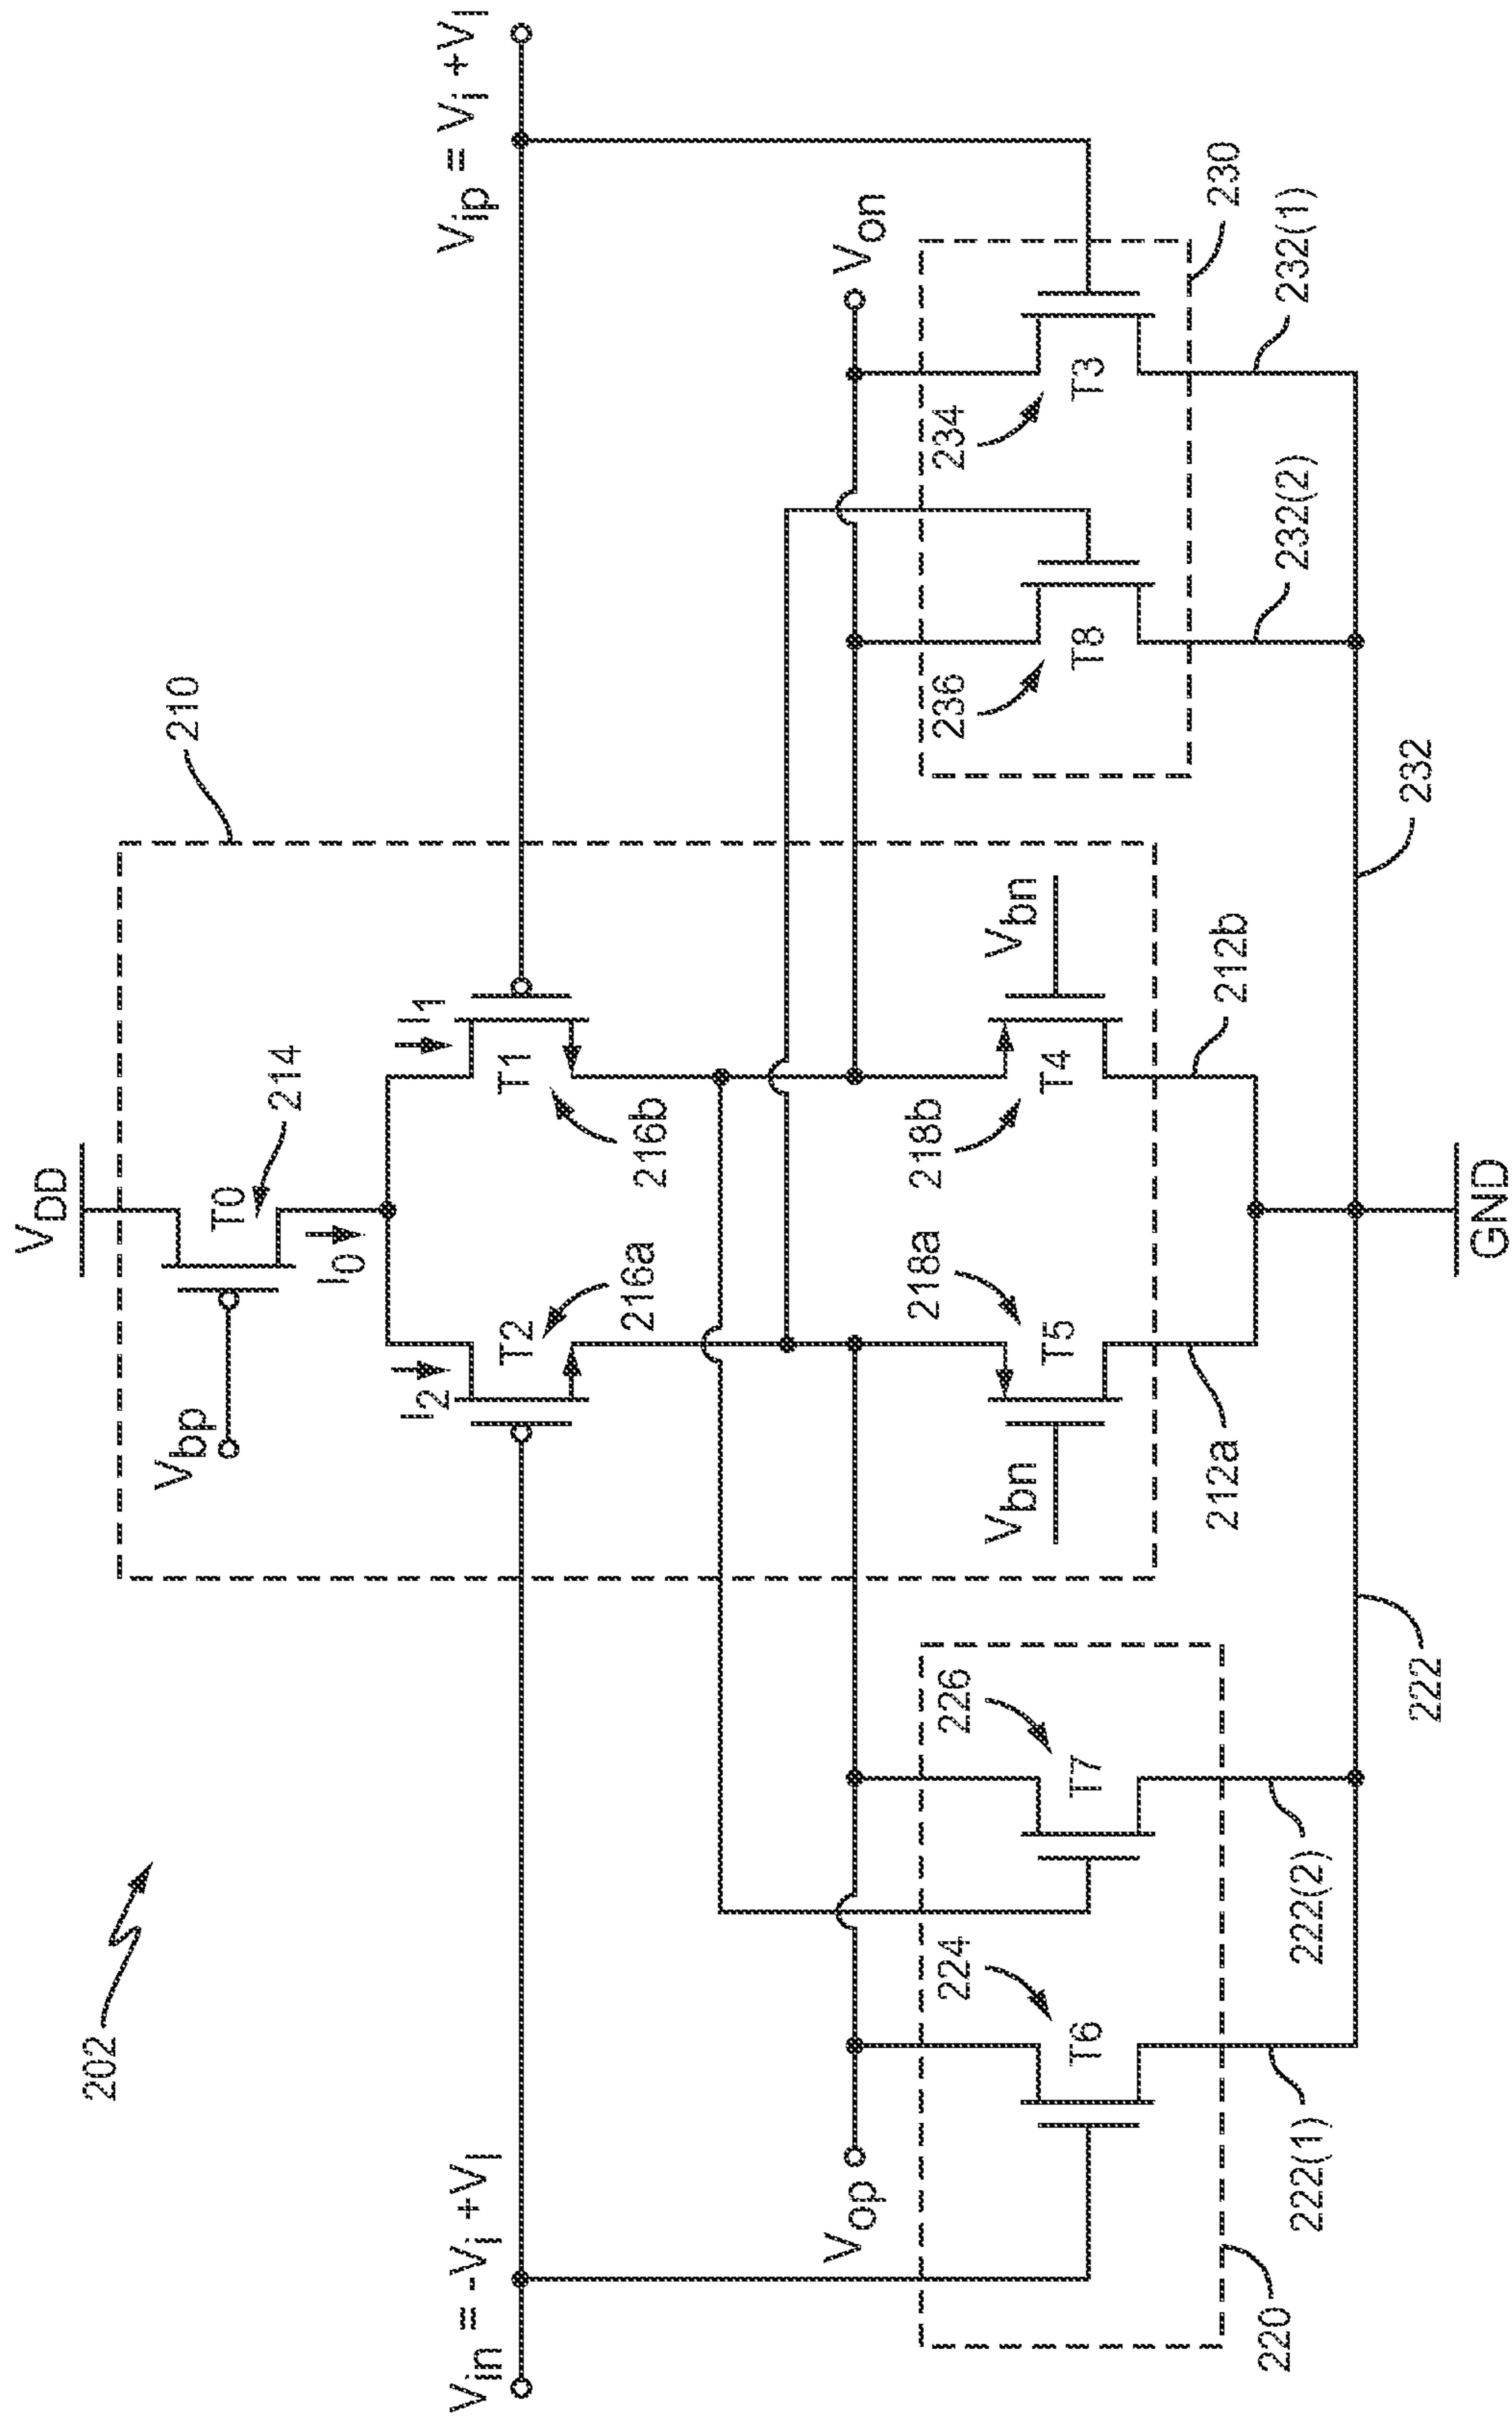 202
V_DD
210
V_bp
T0
214
I_0
V_in = -V_i +V_I
V_ip = V_i +V_I
I_2
I_1
T2
T1
216a
216b
V_op
V_on
224
226
218a
218b
236
234
V_bn
V_bn
T6
T7
T5
T4
T8
T3
220
222(1)
222(2)
212a
212b
232(2)
232(1)
230
222
232
GND